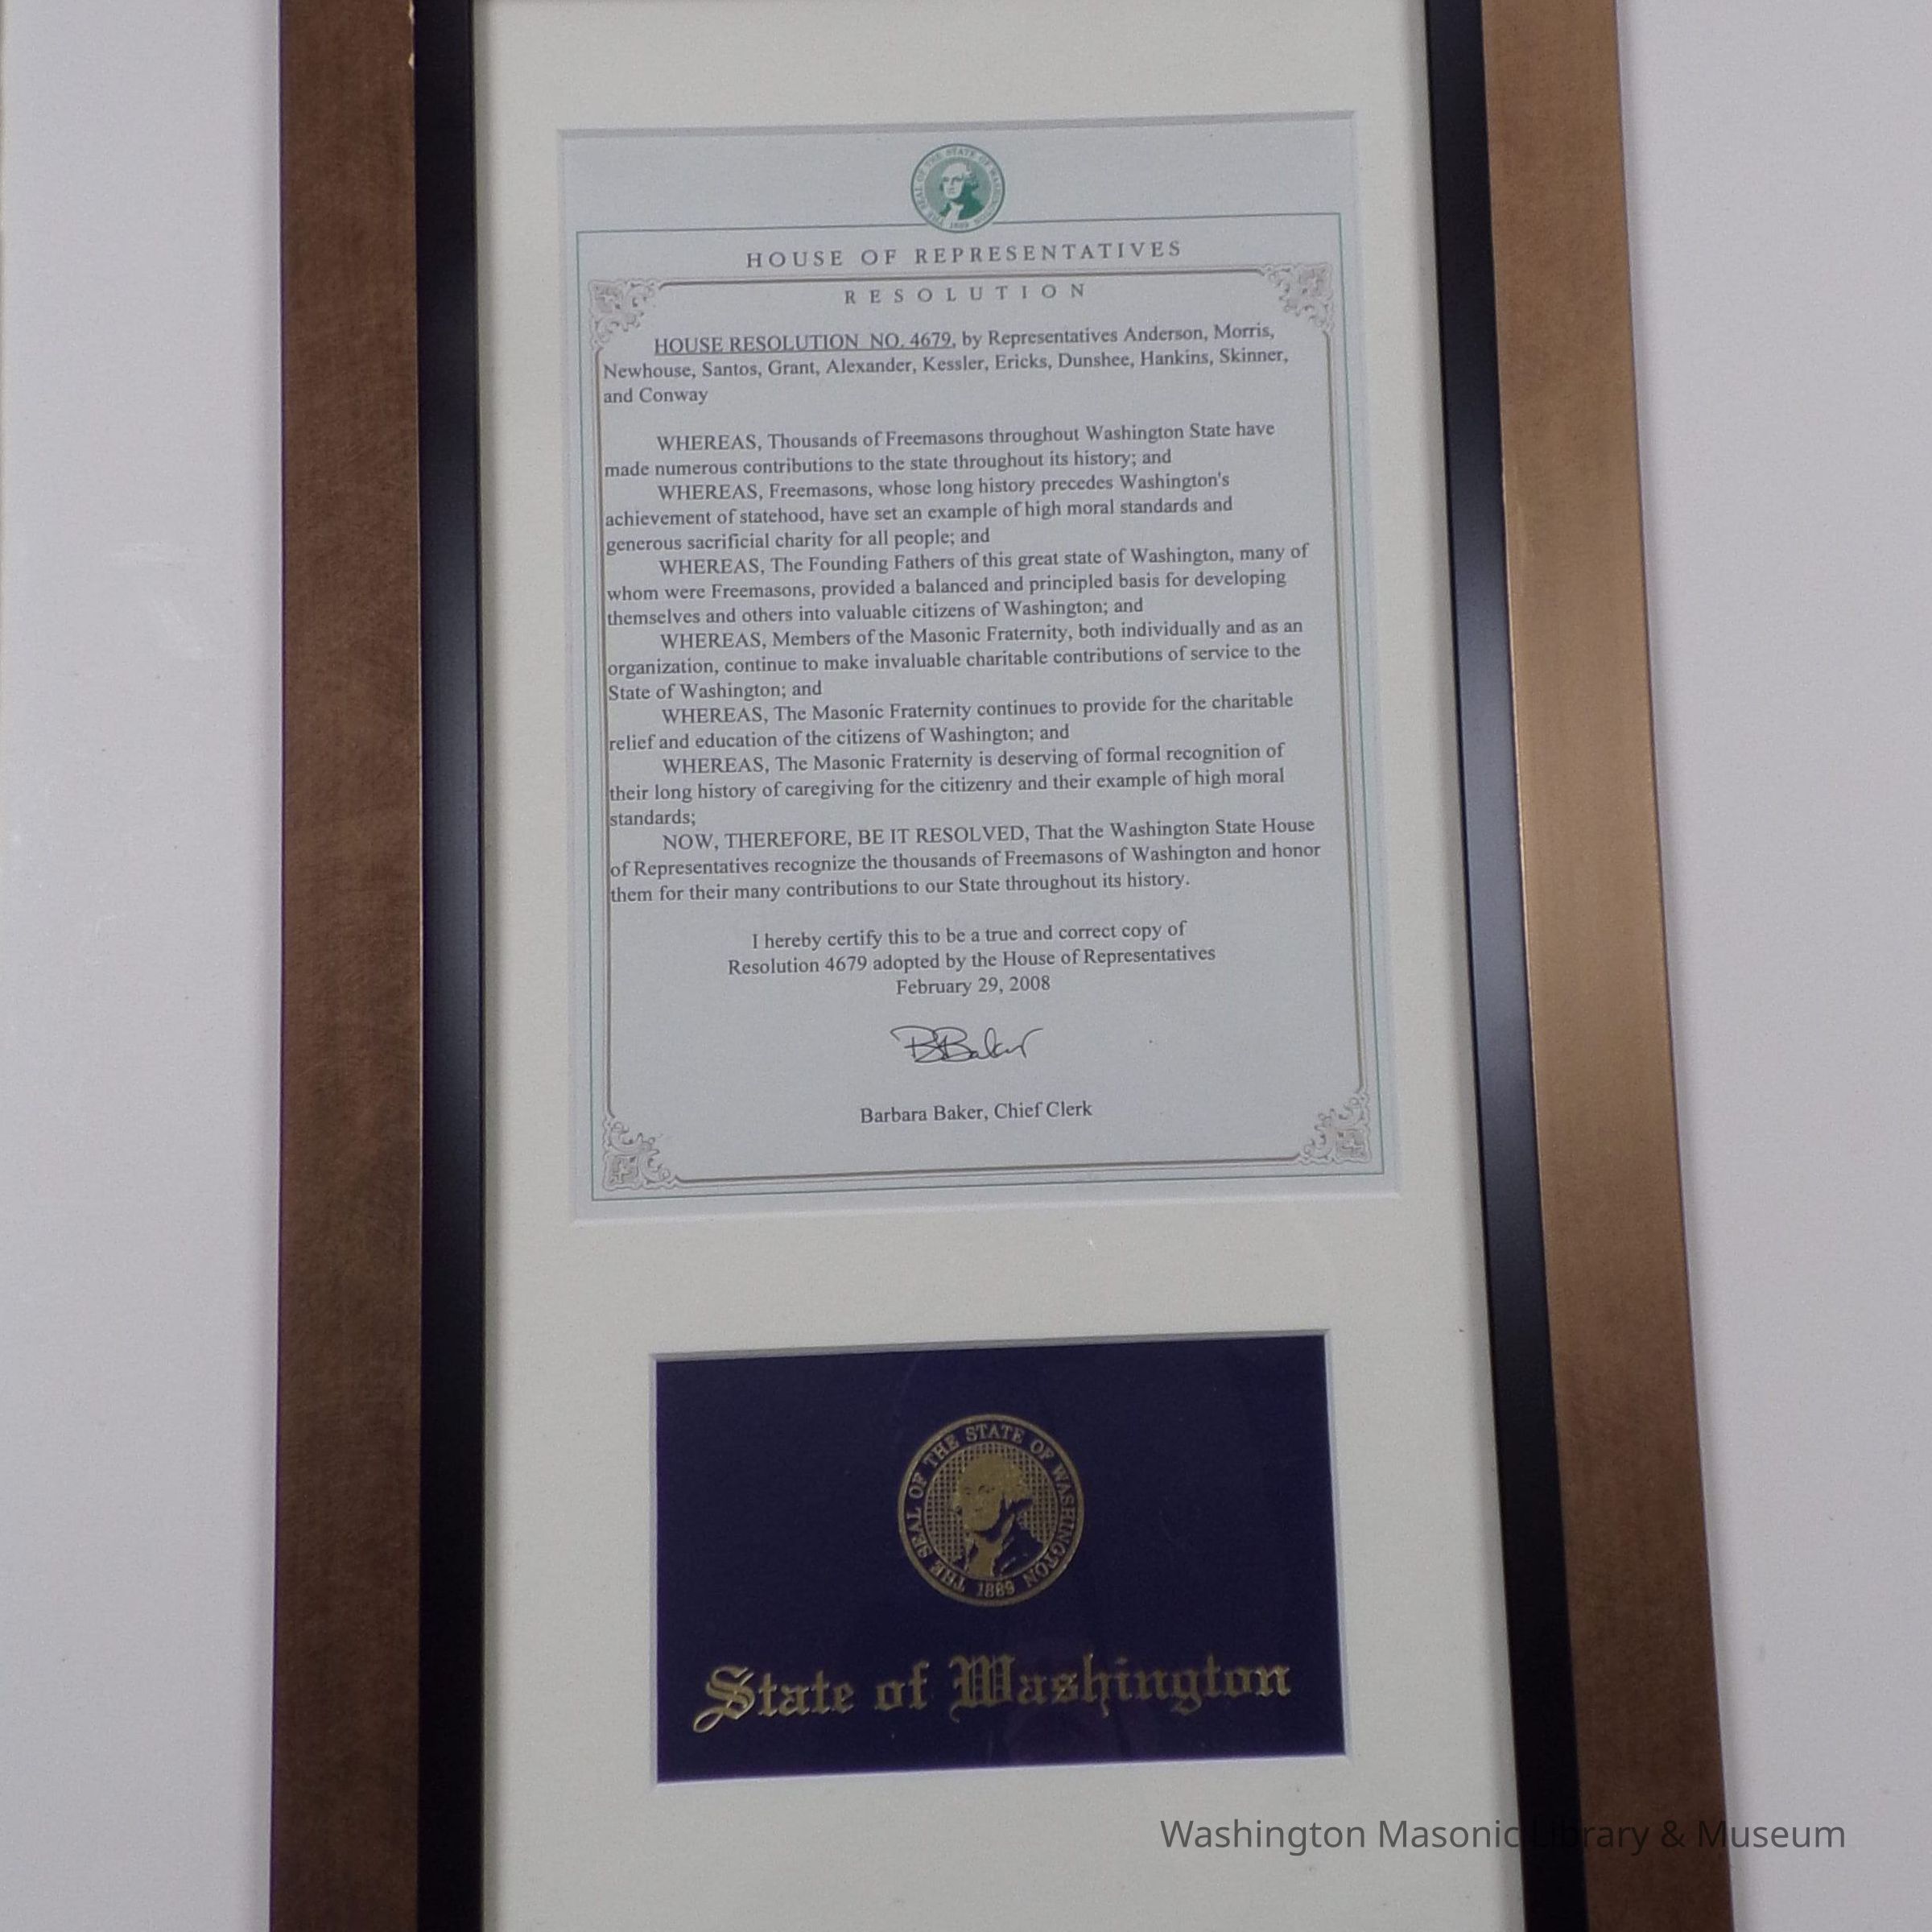 THE SEAL OF THE STATE OF WASHINGTON
1889
HOUSE OF REPRESENTATIVES
RESOLUTION
HOUSE RESOLUTION NO. 4679, by Representatives Anderson, Morris,
Newhouse, Santos, Grant, Alexander, Kessler, Ericks, Dunshee, Hankins, Skinner,
and Conway
WHEREAS, Thousands of Freemasons throughout Washington State have
made numerous contributions to the state throughout its history; and
WHEREAS, Freemasons, whose long history precedes Washington's
achievement of statehood, have set an example of high moral standards and
generous sacrificial charity for all people; and
WHEREAS, The Founding Fathers of this great state of Washington, many of
whom were Freemasons, provided a balanced and principled basis for developing
themselves and others into valuable citizens of Washington; and
WHEREAS, Members of the Masonic Fraternity, both individually and as an
organization, continue to make invaluable charitable contributions of service to the
State of Washington; and
WHEREAS, The Masonic Fraternity continues to provide for the charitable
relief and education of the citizens of Washington; and
WHEREAS, The Masonic Fraternity is deserving of formal recognition of
their long history of caregiving for the citizenry and their example of high moral
standards;
NOW, THEREFORE, BE IT RESOLVED, That the Washington State House
of Representatives recognize the thousands of Freemasons of Washington and honor
them for their many contributions to our State throughout its history.
I hereby certify this to be a true and correct copy of
Resolution 4679 adopted by the House of Representatives
February 29, 2008
BBaker
Barbara Baker, Chief Clerk
THE SEAL OF THE STATE OF WASHINGTON
1889
State of Washington
Washington Masonic Library & Museum